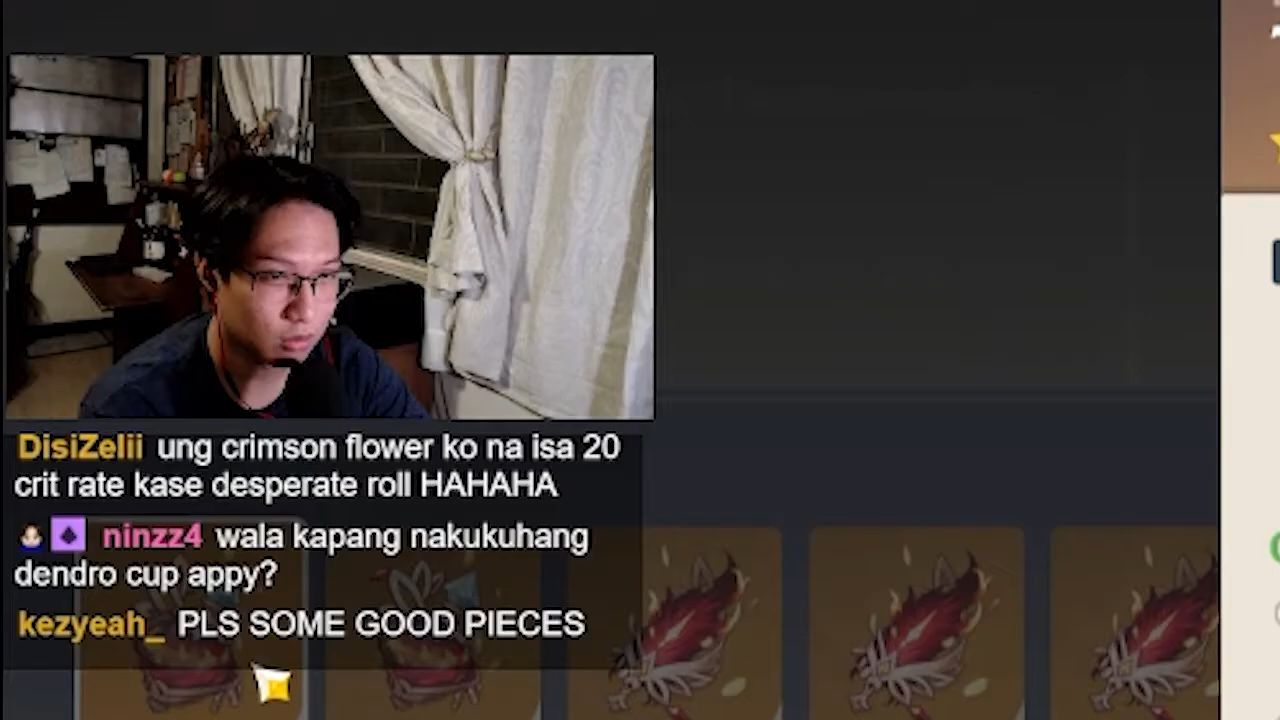 DisiZelii ung crimson flower ko na isa 20
crit rate kase desperate roll HAHAHA
ninzz4 wala kapang nakukuhang
dendro cup appy?
kezyeah_ PLS SOME GOOD PIECES